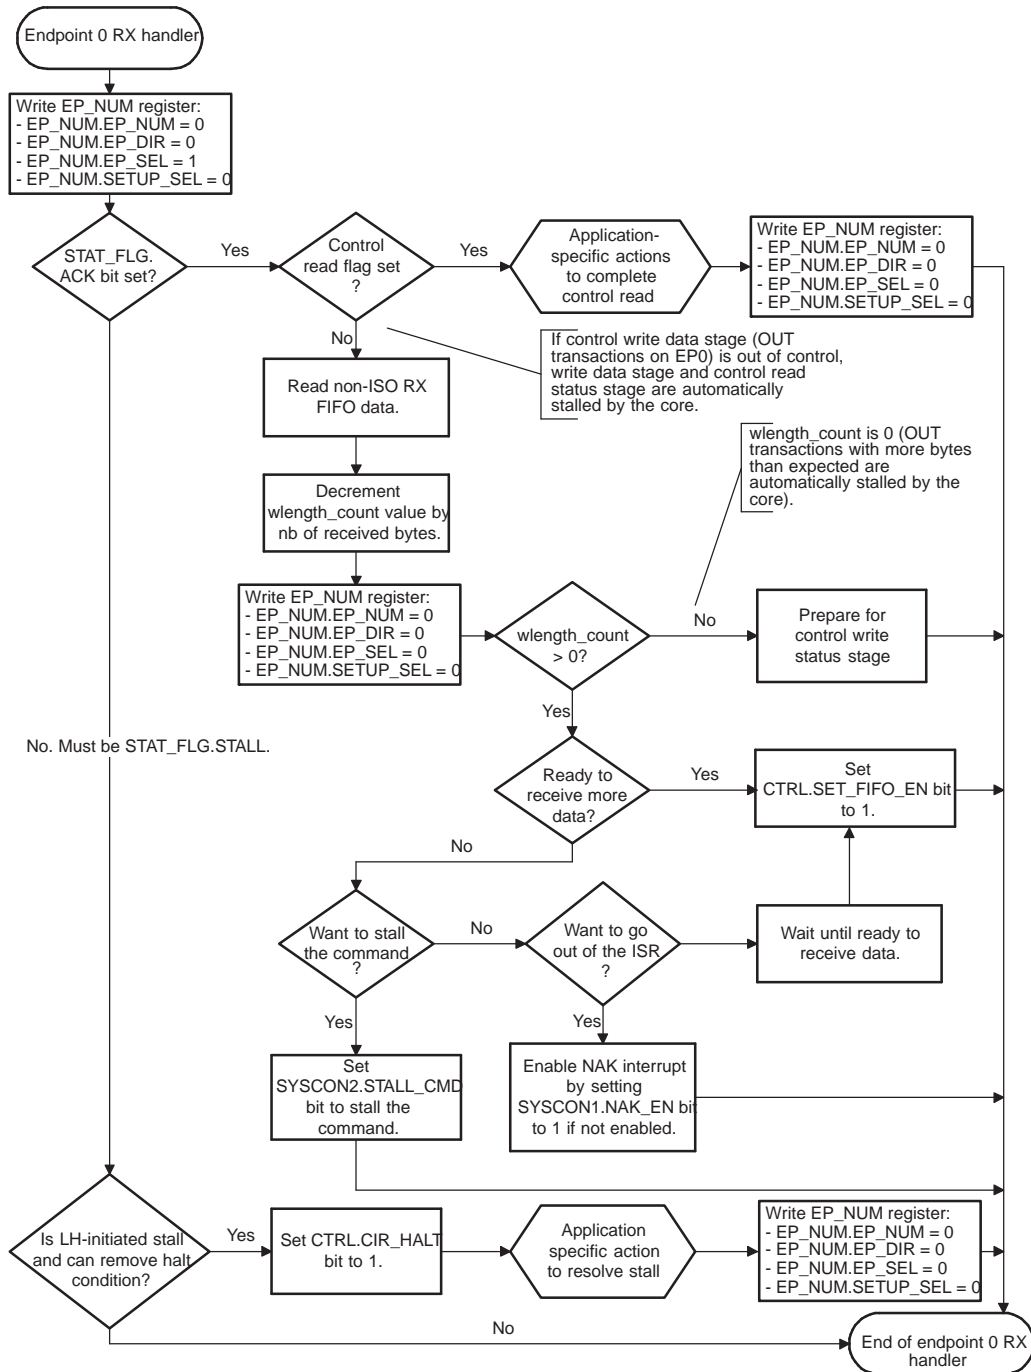 Endpoint 0 RX handler
Write EP_NUM register:
- EP_NUM.EP_NUM = 0
- EP_NUM.EP_DIR = 0
- EP_NUM.EP_SEL = 1
- EP_NUM.SETUP_SEL = 0
STAT_FLG.
ACK bit set?
Yes
Control
read flag set
?
Yes
Application-
specific actions
to complete
control read
Write EP_NUM register:
- EP_NUM.EP_NUM = 0
- EP_NUM.EP_DIR = 0
- EP_NUM.EP_SEL = 0
- EP_NUM.SETUP_SEL = 0
No
If control write data stage (OUT
transactions on EP0) is out of control,
write data stage and control read
status stage are automatically
stalled by the core.
Read non-ISO RX
FIFO data.
wlength_count is 0 (OUT
transactions with more bytes
than expected are
automatically stalled by the
core).
Decrement
wlength_count value by
nb of received bytes.
Write EP_NUM register:
- EP_NUM.EP_NUM = 0
- EP_NUM.EP_DIR = 0
- EP_NUM.EP_SEL = 0
- EP_NUM.SETUP_SEL = 0
wlength_count
> 0?
No
Prepare for
control write
status stage
Yes
No. Must be STAT_FLG.STALL.
Ready to
receive more
data?
Yes
Set
CTRL.SET_FIFO_EN bit
to 1.
No
Want to stall
the command
?
No
Want to go
out of the ISR
?
Wait until ready to
receive data.
Yes
Yes
Set
SYSCON2.STALL_CMD
bit to stall the
command.
Enable NAK interrupt
by setting
SYSCON1.NAK_EN bit
to 1 if not enabled.
Is LH-initiated stall
and can remove halt
condition?
Yes
Set CTRL.CIR_HALT
bit to 1.
Application
specific action
to resolve stall
Write EP_NUM register:
- EP_NUM.EP_NUM = 0
- EP_NUM.EP_DIR = 0
- EP_NUM.EP_SEL = 0
- EP_NUM.SETUP_SEL = 0
No
End of endpoint 0 RX
handler